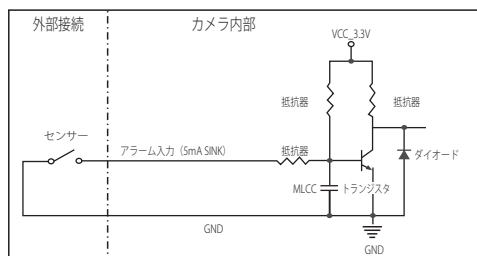 外部接続
カメラ内部
VCC_3.3V
抵抗器
抵抗器
センサー
アラーム入力（5mA SINK）
抵抗器
ダイオード
MLCC
トランジスタ
GND
GND